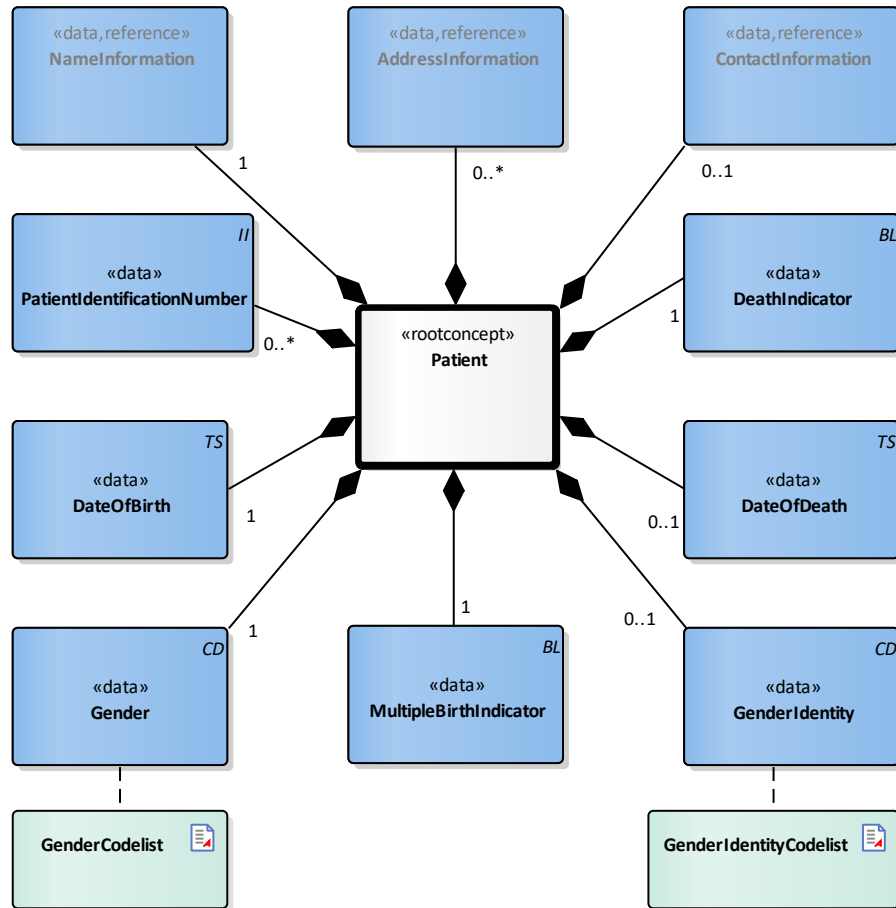 «data,reference»
NameInformation
«data,reference»
AddressInformation
«data,reference»
ContactInformation
1
0..*
0..1
II
«data»
PatientIdentificationNumber
0..*
BL
«data»
DeathIndicator
1
«rootconcept»
Patient
TS
«data»
DateOfBirth
1
TS
«data»
DateOfDeath
0..1
CD
«data»
Gender
1
BL
«data»
MultipleBirthIndicator
1
CD
«data»
GenderIdentity
0..1
GenderCodelist
GenderIdentityCodelist